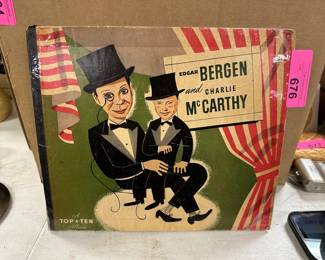 EDGAR
BERGEN
and CHARLIE
McCARTHY
A
TOP ★ TEN
676